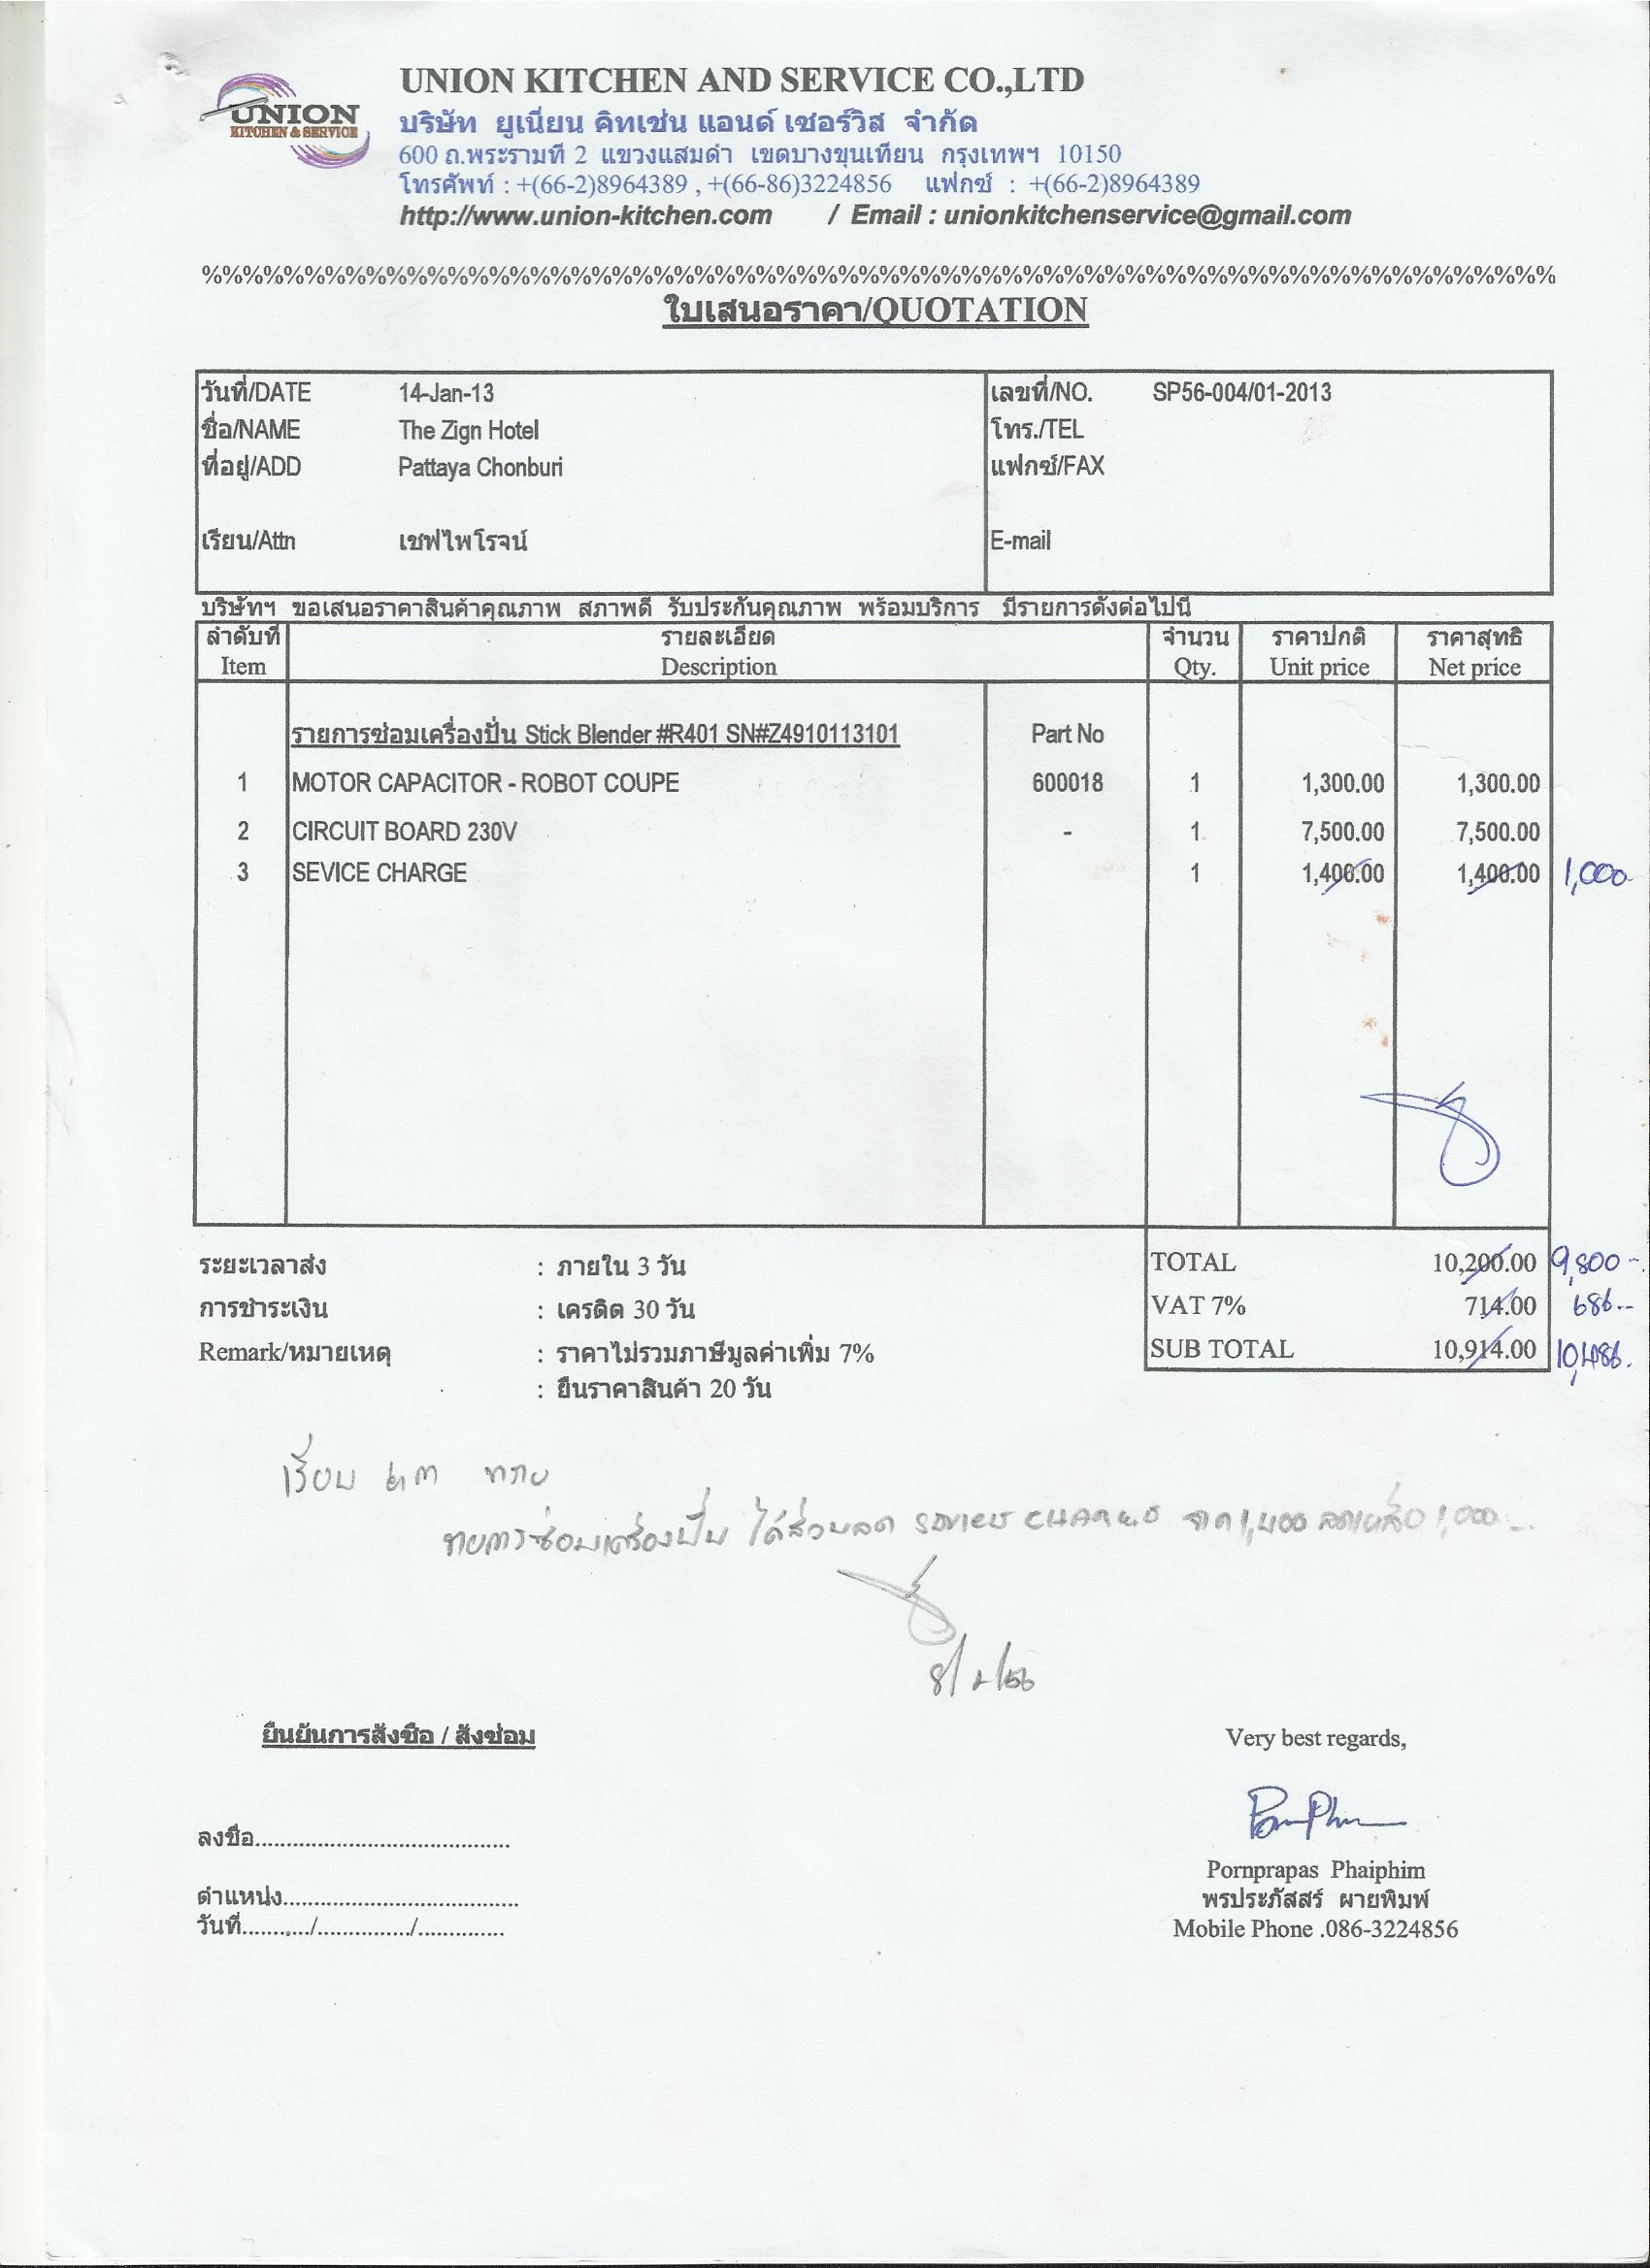 UNION
KITCHEN & SERVICE
UNION KITCHEN AND SERVICE CO.,LTD
บริษัท ยูเนี่ยน คิทเช่น แอนด์ เซอร์วิส จำกัด
600 ถ.พระรามที่ 2 แขวงแสมดำ เขตบางขุนเทียน กรุงเทพฯ 10150
โทรศัพท์ : +(66-2)8964389 , +(66-86)3224856 แฟกซ์ : +(66-2)8964389
http://www.union-kitchen.com / Email : unionkitchenservice@gmail.com
%%%%%%%%%%%%%%%%%%%%%%%%%%%%%%%%%%%%%%%%%%%%%%%%%%%%%%%%%%%%%%%%%%
ใบเสนอราคา/QUOTATION
วันที่/DATE 14-Jan-13 เลขที่/NO. SP56-004/01-2013
ชื่อ/NAME The Zign Hotel โทร./TEL
ที่อยู่/ADD Pattaya Chonburi แฟกซ์/FAX
เรียน/Attn เชฟไพโรจน์ E-mail
บริษัทฯ ขอเสนอราคาสินค้าคุณภาพ สภาพดี รับประกันคุณภาพ พร้อมบริการ มีรายการดังต่อไปนี้
ลำดับที่ รายละเอียด จำนวน ราคาปกติ ราคาสุทธิ
Item Description Qty. Unit price Net price
รายการซ่อมเครื่องปั่น Stick Blender #R401 SN#Z4910113101 Part No
1 MOTOR CAPACITOR - ROBOT COUPE 600018 1 1,300.00 1,300.00
2 CIRCUIT BOARD 230V - 1 7,500.00 7,500.00
3 SEVICE CHARGE 1 1,400.00 1,400.00 1,000
ระยะเวลาส่ง : ภายใน 3 วัน TOTAL 10,200.00 9,800-
การชำระเงิน : เครดิต 30 วัน VAT 7% 714.00 686--
Remark/หมายเหตุ : ราคาไม่รวมภาษีมูลค่าเพิ่ม 7% SUB TOTAL 10,914.00 10,486.
: ยืนราคาสินค้า 20 วัน
เรียน
รายการซ่อมเครื่องปั่น ได้ส่วนลด จาก 1,400 ลดเหลือ 1,000.-
8/2/56
ยืนยันการสั่งซื้อ / สั่งซ่อม Very best regards,
ลงชื่อ.......................................
Pornprapas Phaiphim
ตำแหน่ง.................................... พรประภัสสร์ ผายพิมพ์
วันที่........../............../............. Mobile Phone .086-3224856